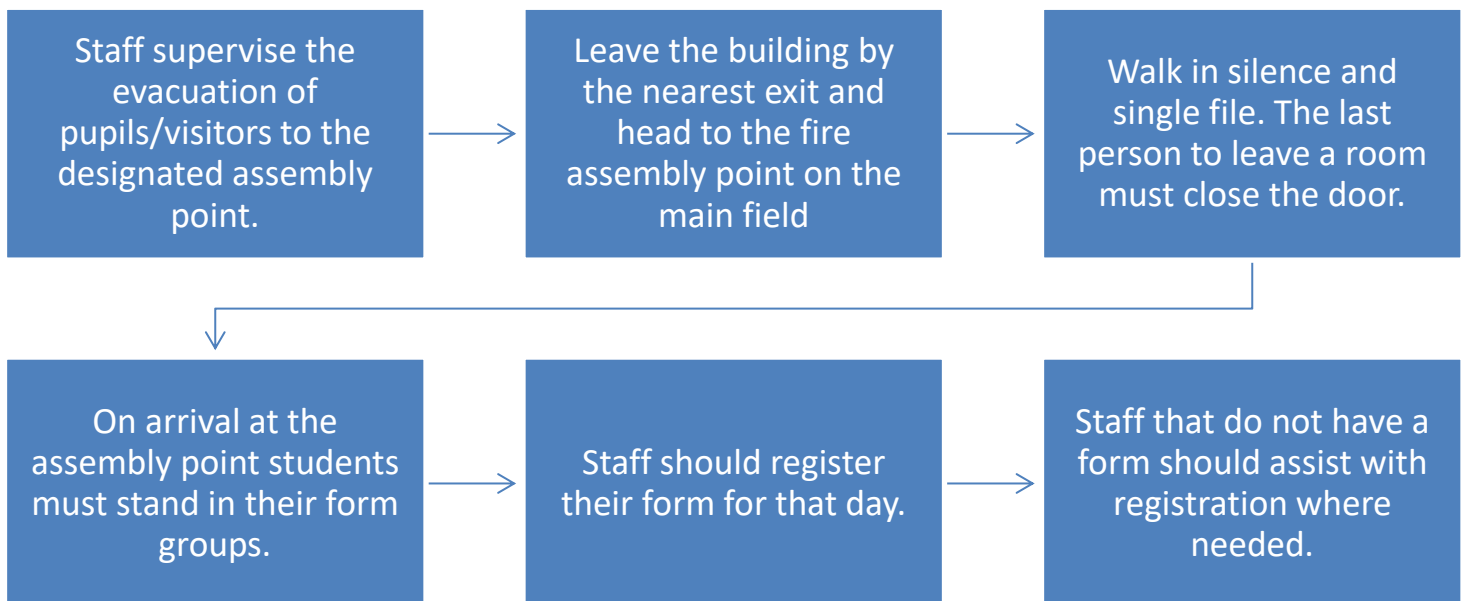 Staff supervise the
evacuation of
pupils/visitors to the
designated assembly
point.
Leave the building by
the nearest exit and
head to the fire
assembly point on the
main field
Walk in silence and
single file. The last
person to leave a room
must close the door.
On arrival at the
assembly point students
must stand in their form
groups.
Staff should register
their form for that day.
Staff that do not have a
form should assist with
registration where
needed.